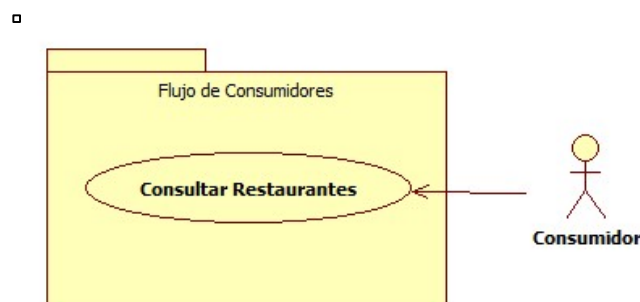 Flujo de Consumidores
Consultar Restaurantes
Consumidor